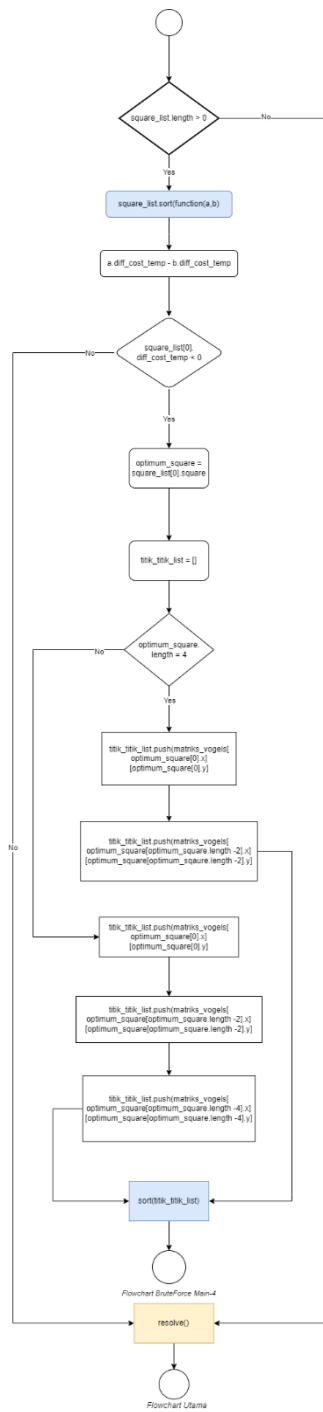 square_list.length > 0
No
Yes
square_list.sort(function(a,b)
a.diff_cost_temp - b.diff_cost_temp
square_list[0].
diff_cost_temp < 0
No
Yes
optimum_square =
square_list[0].square
titik_titik_list = []
optimum_square.
length = 4
No
Yes
titik_titik_list.push(matriks_vogels[
optimum_square[0].x]
[optimum_square[0].y]
titik_titik_list.push(matriks_vogels[
optimum_square[optimum_square.length -2].x]
[optimum_square[optimum_sqaure.length -2].y]
No
titik_titik_list.push(matriks_vogels[
optimum_square[0].x]
[optimum_square[0].y]
titik_titik_list.push(matriks_vogels[
optimum_square[optimum_square.length -2].x]
[optimum_square[optimum_square.length -2].y]
titik_titik_list.push(matriks_vogels[
optimum_square[optimum_square.length -4].x]
[optimum_square[optimum_square.length -4].y]
sort(titik_titik_list)
Flowchart BruteForce Main-4
resolve()
Flowchart Utama